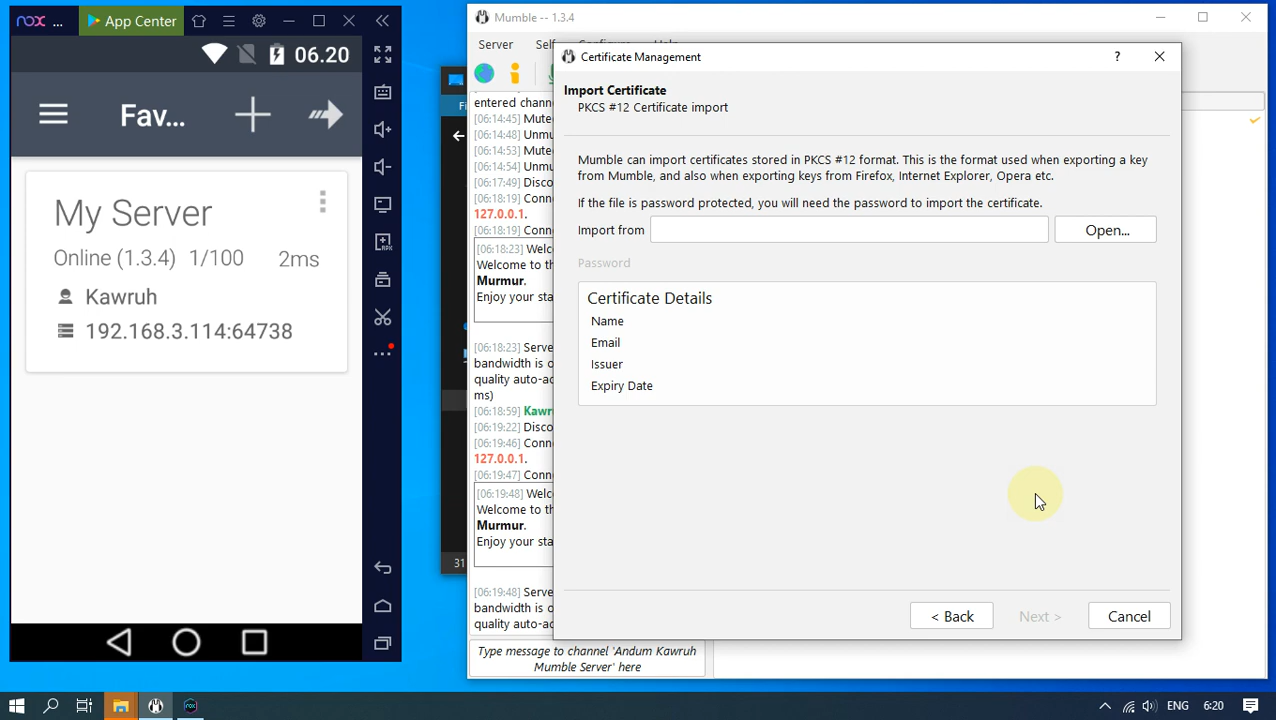 nox ...
App Center
06.20
Fav...
My Server
Online (1.3.4) 1/100 2ms
Kawruh
192.168.3.114:64738
Mumble -- 1.3.4
Server
Self
Configure
Help
Fi
entered chann
[06:14:45] Mute
[06:14:48] Unmu
[06:14:53] Mute
[06:14:54] Unmu
[06:17:49] Disco
[06:18:19] Conne
127.0.0.1.
[06:18:19] Conne
[06:18:23] Welc
Welcome to th
Murmur.
Enjoy your sta
[06:18:23] Serve
bandwidth is o
quality auto-ac
ms)
[06:18:59] Kawru
[06:19:22] Disco
[06:19:46] Conn
127.0.0.1.
[06:19:47] Conn
[06:19:48] Welc
Welcome to th
Murmur.
Enjoy your sta
[06:19:48] Serve
bandwidth is o
quality auto-ac
Type message to channel 'Andum Kawruh
Mumble Server' here
31
Certificate Management
?
Import Certificate
PKCS #12 Certificate import
Mumble can import certificates stored in PKCS #12 format. This is the format used when exporting a key
from Mumble, and also when exporting keys from Firefox, Internet Explorer, Opera etc.
If the file is password protected, you will need the password to import the certificate.
Import from
Open...
Password
Certificate Details
Name
Email
Issuer
Expiry Date
< Back
Next >
Cancel
ENG
6:20